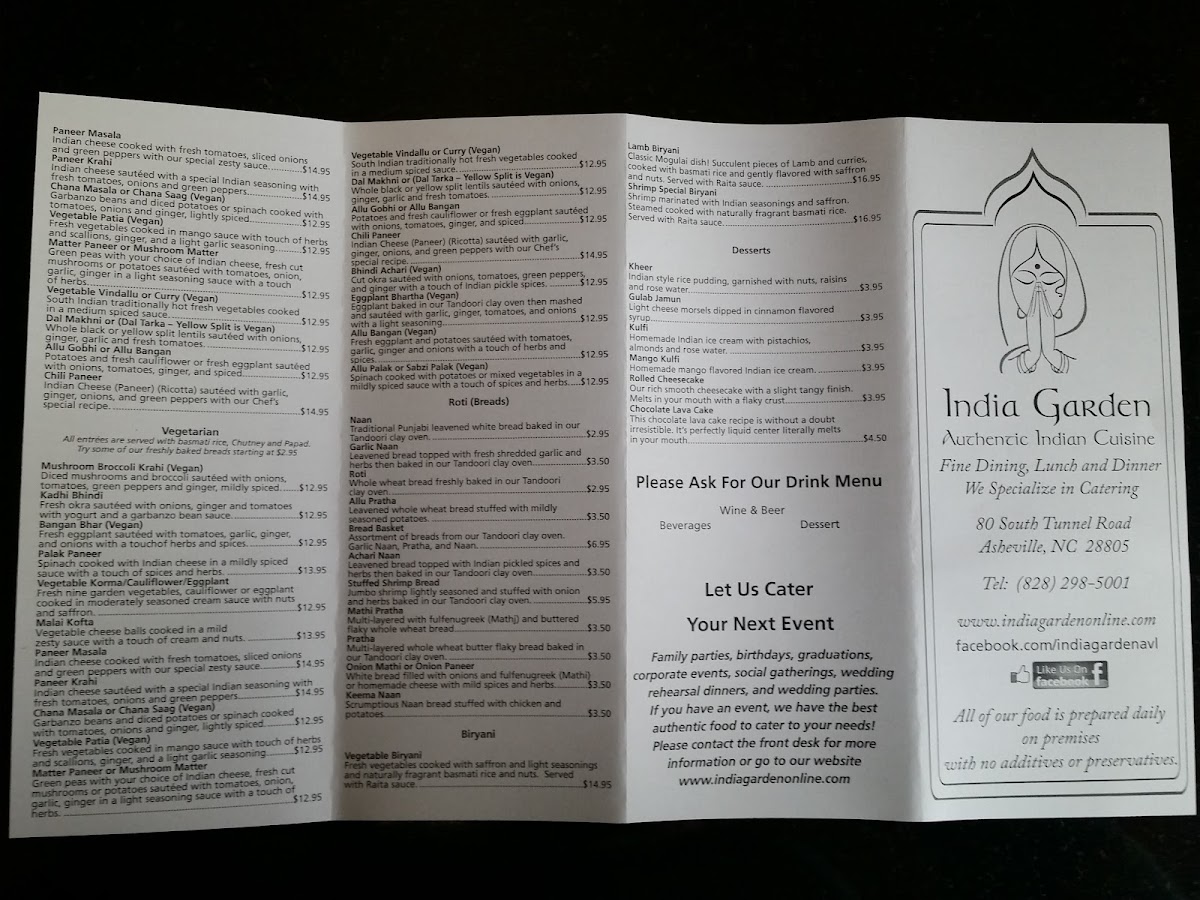 Paneer Masala
Indian cheese cooked with fresh tomatoes, sliced onions
and green peppers with our special zesty sauce. $14.95
Paneer Krahi
Indian cheese sautéed with a special Indian seasoning with
fresh tomatoes, onions and green peppers. $14.95
Chana Masala or Chana Saag (Vegan)
Garbanzo beans and diced potatoes or spinach cooked with
tomatoes, onions and ginger, lightly spiced. $12.95
Vegetable Patia (Vegan)
Fresh vegetables cooked in mango sauce with touch of herbs
and scallions, ginger, and a light garlic seasoning. $12.95
Matter Paneer or Mushroom Matter
Green peas with your choice of Indian cheese, fresh cut
mushrooms or potatoes sautéed with tomatoes, onion,
garlic, ginger in a light seasoning sauce with a touch
of herbs. $12.95
Vegetable Vindallu or Curry (Vegan)
South Indian traditionally hot fresh vegetables cooked
in a medium spiced sauce. $12.95
Dal Makhni or (Dal Tarka – Yellow Split is Vegan)
Whole black or yellow split lentils sautéed with onions,
ginger, garlic and fresh tomatoes. $12.95
Allu Gobhi or Allu Bangan
Potatoes and fresh cauliflower or fresh eggplant sautéed
with onions, tomatoes, ginger, and spiced. $12.95
Chili Paneer
Indian Cheese (Paneer) (Ricotta) sautéed with garlic,
ginger, onions, and green peppers with our Chef's
special recipe. $14.95
Vegetarian
All entrées are served with basmati rice, Chutney and Papad.
Try some of our freshly baked breads starting at $2.95
Mushroom Broccoli Krahi (Vegan)
Diced mushrooms and broccoli sautéed with onions,
tomatoes, green peppers and ginger, mildly spiced. $12.95
Kadhi Bhindi
Fresh okra sautéed with onions, ginger and tomatoes
with yogurt and a garbanzo bean sauce. $12.95
Bangan Bhar (Vegan)
Fresh eggplant sautéed with tomatoes, garlic, ginger,
and onions with a touchof herbs and spices. $12.95
Palak Paneer
Spinach cooked with Indian cheese in a mildly spiced
sauce with a touch of spices and herbs. $13.95
Vegetable Korma/Cauliflower/Eggplant
Fresh nine garden vegetables, cauliflower or eggplant
cooked in moderately seasoned cream sauce with nuts
and saffron. $12.95
Malai Kofta
Vegetable cheese balls cooked in a mild
zesty sauce with a touch of cream and nuts. $13.95
Paneer Masala
Indian cheese cooked with fresh tomatoes, sliced onions
and green peppers with our special zesty sauce. $14.95
Paneer Krahi
Indian cheese sautéed with a special Indian seasoning with
fresh tomatoes, onions and green peppers. $14.95
Chana Masala or Chana Saag (Vegan)
Garbanzo beans and diced potatoes or spinach cooked
with tomatoes, onions and ginger, lightly spiced. $12.95
Vegetable Patia (Vegan)
Fresh vegetables cooked in mango sauce with touch of herbs
and scallions, ginger, and a light garlic seasoning. $12.95
Matter Paneer or Mushroom Matter
Green peas with your choice of Indian cheese, fresh cut
mushrooms or potatoes sautéed with tomatoes, onion,
garlic, ginger in a light seasoning sauce with a touch of
herbs. $12.95
Vegetable Vindallu or Curry (Vegan)
South Indian traditionally hot fresh vegetables cooked
in a medium spiced sauce. $12.95
Dal Makhni or (Dal Tarka – Yellow Split is Vegan)
Whole black or yellow split lentils sautéed with onions,
ginger, garlic and fresh tomatoes. $12.95
Allu Gobhi or Allu Bangan
Potatoes and fresh cauliflower or fresh eggplant sautéed
with onions, tomatoes, ginger, and spiced. $12.95
Chili Paneer
Indian Cheese (Paneer) (Ricotta) sautéed with garlic,
ginger, onions, and green peppers with our Chef's
special recipe. $14.95
Bhindi Achari (Vegan)
Cut okra sautéed with onions, tomatoes, green peppers,
and ginger with a touch of Indian pickle spices. $12.95
Eggplant Bhartha (Vegan)
Eggplant baked in our Tandoori clay oven then mashed
and sautéed with garlic, ginger, tomatoes, and onions
with a light seasoning. $12.95
Allu Bangan (Vegan)
Fresh eggplant and potatoes sautéed with tomatoes,
garlic, ginger and onions with a touch of herbs and
spices. $12.95
Allu Palak or Sabzi Palak (Vegan)
Spinach cooked with potatoes or mixed vegetables in a
mildly spiced sauce with a touch of spices and herbs. $12.95
Roti (Breads)
Naan
Traditional Punjabi leavened white bread baked in our
Tandoori clay oven. $2.95
Garlic Naan
Leavened bread topped with fresh shredded garlic and
herbs then baked in our Tandoori clay oven. $3.50
Roti
Whole wheat bread freshly baked in our Tandoori
clay oven. $2.95
Allu Pratha
Leavened whole wheat bread stuffed with mildly
seasoned potatoes. $3.50
Bread Basket
Assortment of breads from our Tandoori clay oven.
Garlic Naan, Pratha, and Naan. $6.95
Achari Naan
Leavened bread topped with Indian pickled spices and
herbs then baked in our Tandoori clay oven. $3.50
Stuffed Shrimp Bread
Jumbo shrimp lightly seasoned and stuffed with onion
and herbs baked in our Tandoori clay oven. $5.95
Mathi Pratha
Multi-layered with fulfenugreek (Mathj) and buttered
flaky whole wheat bread. $3.50
Pratha
Multi-layered whole wheat butter flaky bread baked in
our Tandoori clay oven. $3.50
Onion Mathi or Onion Paneer
White bread filled with onions and fulfenugreek (Mathi)
or homemade cheese with mild spices and herbs. $3.50
Keema Naan
Scrumptious Naan bread stuffed with chicken and
potatoes. $3.50
Biryani
Vegetable Biryani
Fresh vegetables cooked with saffron and light seasonings
and naturally fragrant basmati rice and nuts. Served
with Raita sauce. $14.95
Lamb Biryani
Classic Mogulai dish! Succulent pieces of Lamb and curries,
cooked with basmati rice and gently flavored with saffron
and nuts. Served with Raita sauce. $16.95
Shrimp Special Biryani
Shrimp marinated with Indian seasonings and saffron.
Steamed cooked with naturally fragrant basmati rice.
Served with Raita sauce. $16.95
Desserts
Kheer
Indian style rice pudding, garnished with nuts, raisins
and rose water. $3.95
Gulab Jamun
Light cheese morsels dipped in cinnamon flavored
syrup. $3.95
Kulfi
Homemade Indian ice cream with pistachios,
almonds and rose water. $3.95
Mango Kulfi
Homemade mango flavored Indian ice cream. $3.95
Rolled Cheesecake
Our rich smooth cheesecake with a slight tangy finish.
Melts in your mouth with a flaky crust. $3.95
Chocolate Lava Cake
This chocolate lava cake recipe is without a doubt
irresistible. It's perfectly liquid center literally melts
in your mouth. $4.50
Please Ask For Our Drink Menu
Wine & Beer
Beverages Dessert
Let Us Cater
Your Next Event
Family parties, birthdays, graduations,
corporate events, social gatherings, wedding
rehersal dinners, and wedding parties.
If you have an event, we have the best
authentic food to cater to your needs!
Please contact the front desk for more
information or go to our website
www.indiagardenonline.com
India Garden
Authentic Indian Cuisine
Fine Dining, Lunch and Dinner
We Specialize in Catering
80 South Tunnel Road
Asheville, NC 28805
Tel: (828) 298-5001
www.indiagardenonline.com
facebook.com/indiagardenavl
Like Us On
facebook
f
All of our food is prepared daily
on premises
with no additives or preservatives.